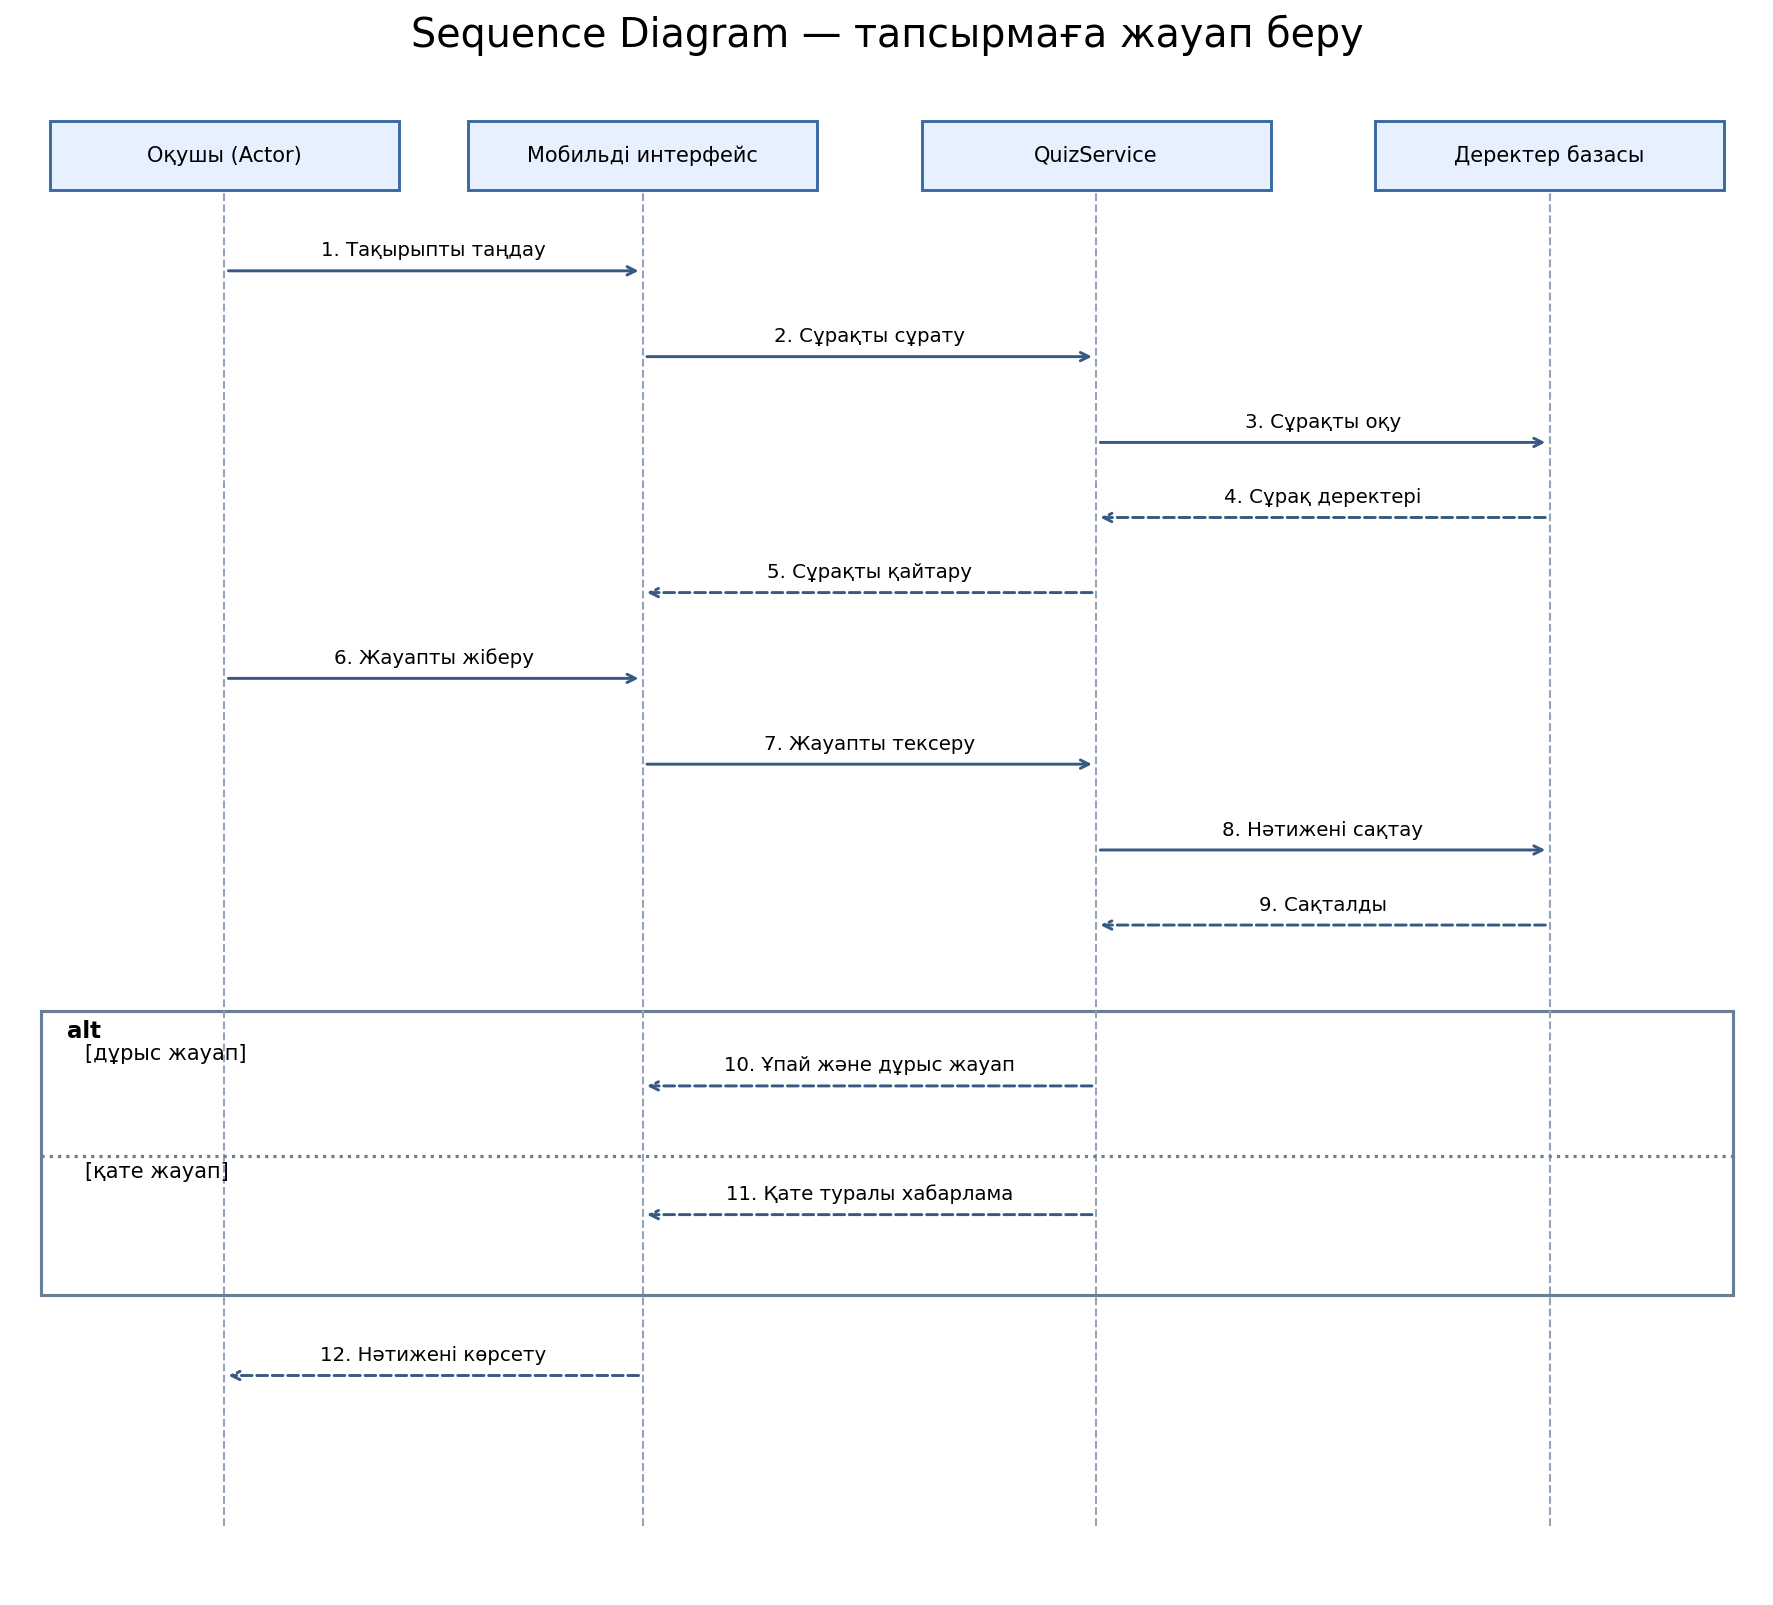 Sequence Diagram — тапсырмаға жауап беру
Оқушы (Actor)
Мобильді интерфейс
QuizService
Деректер базасы
1. Тақырыпты таңдау
2. Сұрақты сұрату
3. Сұрақты оқу
4. Сұрақ деректері
5. Сұрақты қайтару
6. Жауапты жіберу
7. Жауапты тексеру
8. Нәтижені сақтау
9. Сақталды
alt
[дұрыс жауап]
10. Ұпай және дұрыс жауап
[қате жауап]
11. Қате туралы хабарлама
12. Нәтижені көрсету